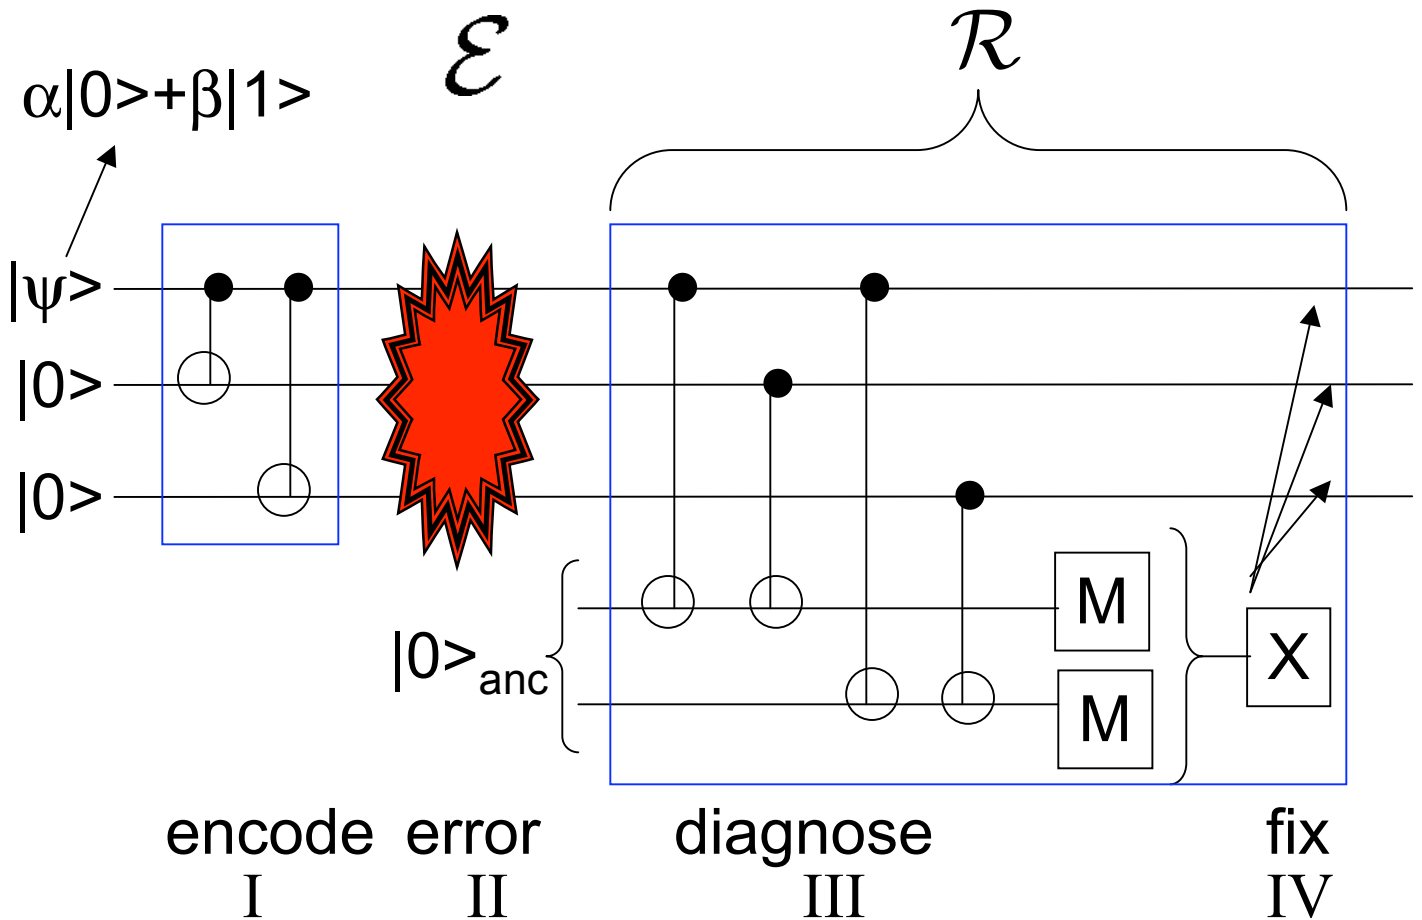 ℰ
ℛ
α|0>+β|1>
|ψ>
|0>
|0>
|0>anc
M
M
X
encode error diagnose fix
I II III IV